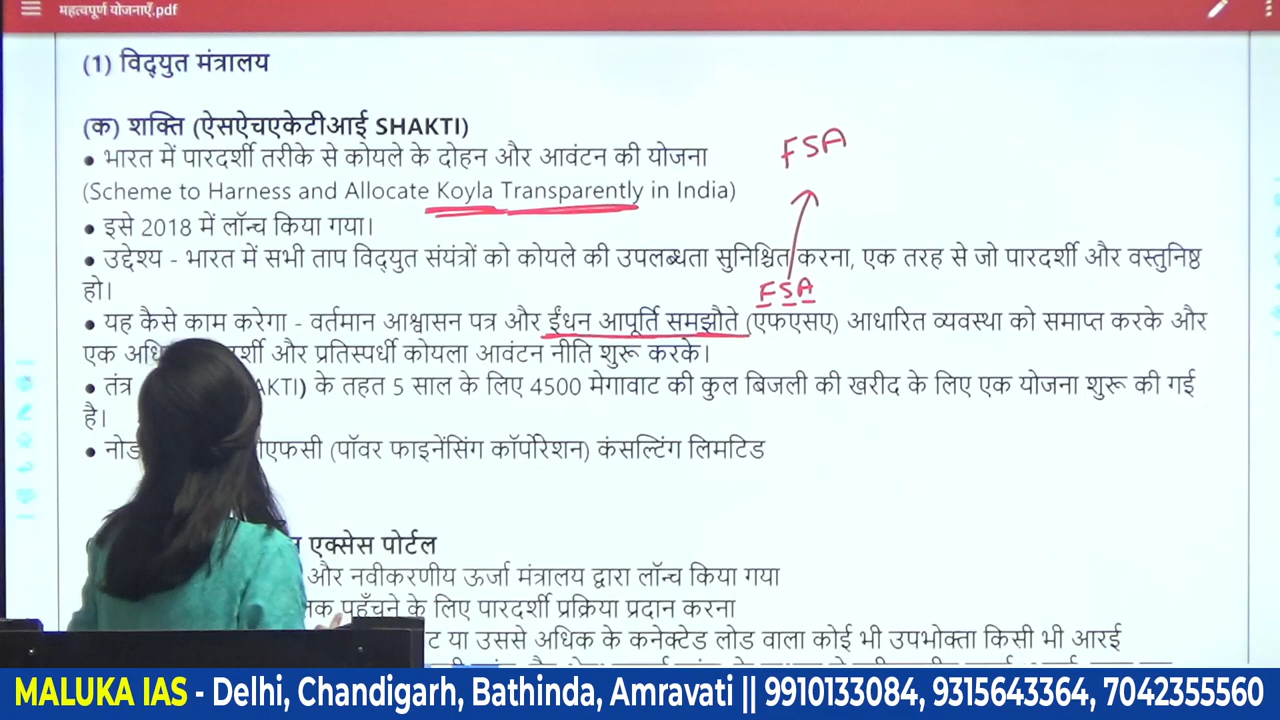 महत्वपूर्ण योजनाएँ.pdf
(1) विद्युत मंत्रालय
(क) शक्ति (ऐसऐचएकेटीआई SHAKTI)
• भारत में पारदर्शी तरीके से कोयले के दोहन और आवंटन की योजना
FSA
(Scheme to Harness and Allocate Koyla Transparently in India)
• इसे 2018 में लॉन्च किया गया।
• उद्देश्य - भारत में सभी ताप विद्युत संयंत्रों को कोयले की उपलब्धता सुनिश्चित करना, एक तरह से जो पारदर्शी और वस्तुनिष्ठ
हो।
FSA
• यह कैसे काम करेगा - वर्तमान आश्वासन पत्र और ईंधन आपूर्ति समझौते (एफएसए) आधारित व्यवस्था को समाप्त करके और
एक और प्रतिस्पर्धी कोयला आवंटन नीति शुरू करके।
• तंत्र के तहत 5 साल के लिए 4500 मेगावाट की कुल बिजली की खरीद के लिए एक योजना शुरू की गई
है।
• (पॉवर फाइनेंसिंग कॉर्पोरेशन) कंसल्टिंग लिमटिड
एक्सेस पोर्टल
और नवीकरणीय ऊर्जा मंत्रालय द्वारा लॉन्च किया गया
पहुँचने के लिए पारदर्शी प्रक्रिया प्रदान करना
या उससे अधिक के कनेक्टेड लोड वाला कोई भी उपभोक्ता किसी भी आरई
MALUKA IAS - Delhi, Chandigarh, Bathinda, Amravati || 9910133084, 9315643364, 7042355560